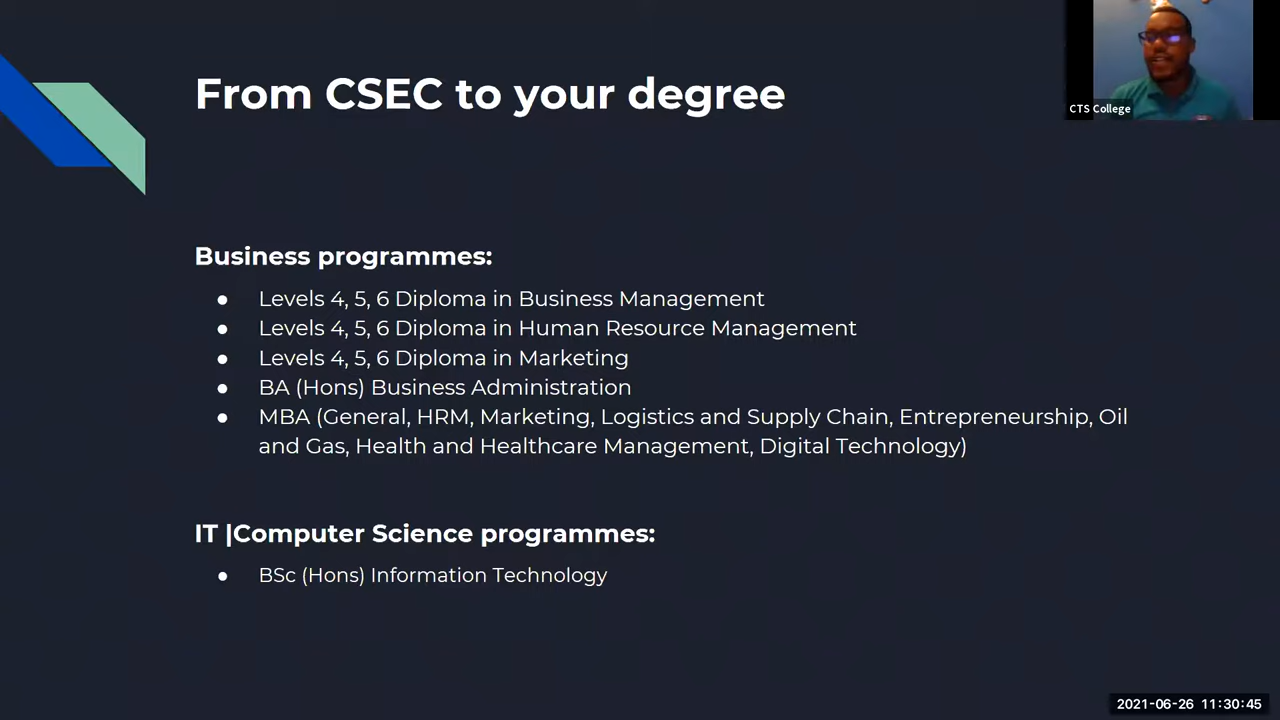 From CSEC to your degree
CTS College
Business programmes:
● Levels 4, 5, 6 Diploma in Business Management
● Levels 4, 5, 6 Diploma in Human Resource Management
● Levels 4, 5, 6 Diploma in Marketing
● BA (Hons) Business Administration
● MBA (General, HRM, Marketing, Logistics and Supply Chain, Entrepreneurship, Oil
and Gas, Health and Healthcare Management, Digital Technology)
IT |Computer Science programmes:
● BSc (Hons) Information Technology
2021-06-26 11:30:45